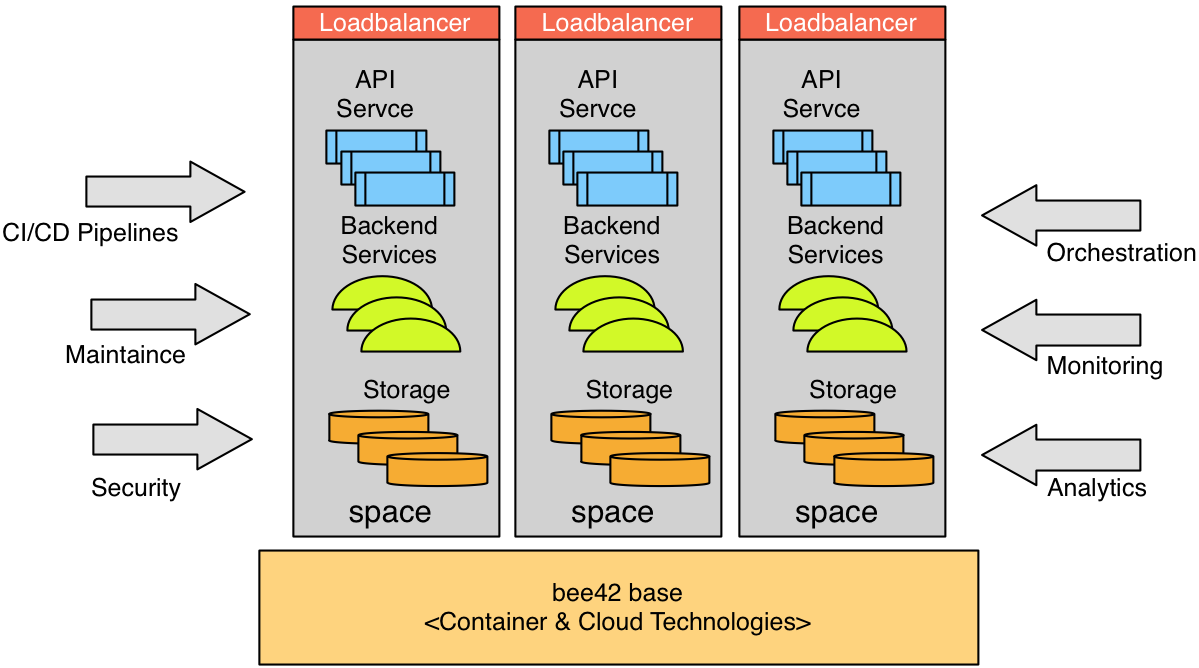 Loadbalancer
Loadbalancer
Loadbalancer
API
Servce
API
Servce
API
Servce
CI/CD Pipelines
Backend
Services
Backend
Services
Backend
Services
Orchestration
Maintaince
Monitoring
Storage
Storage
Storage
Security
Analytics
space
space
space
bee42 base
<Container & Cloud Technologies>